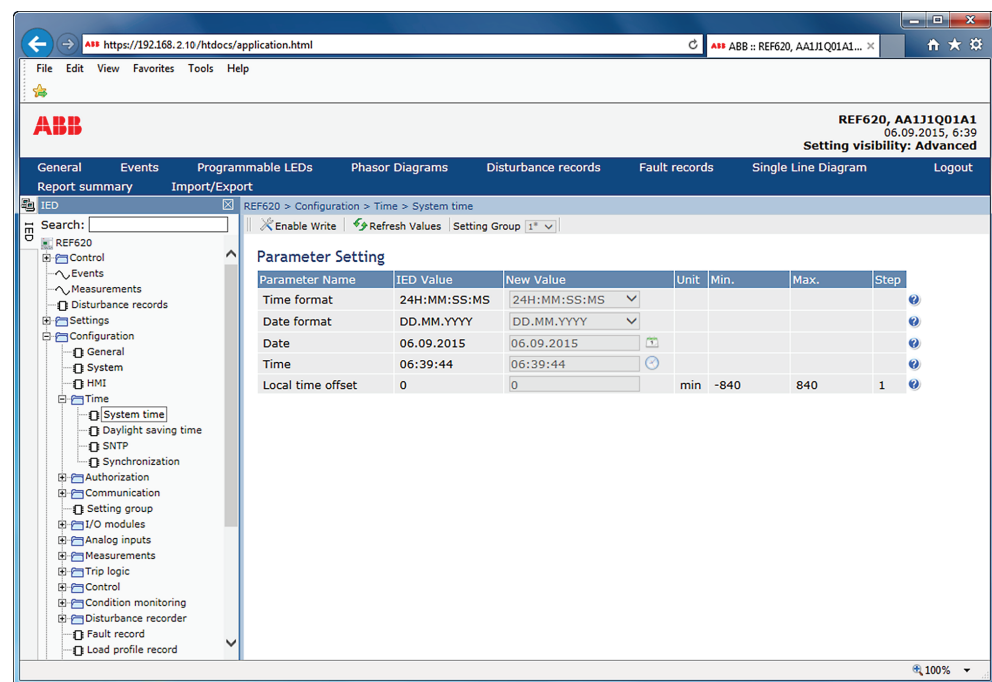 ABB https://192.168.2.10/htdocs/application.html
ABB ABB :: REF620, AA1J1Q01A1...
File Edit View Favorites Tools Help
ABB
REF620, AA1J1Q01A1
06.09.2015, 6:39
Setting visibility: Advanced
General Events Programmable LEDs Phasor Diagrams Disturbance records Fault records Single Line Diagram Logout
Report summary Import/Export
IED
REF620 > Configuration > Time > System time
IED
Search:
Enable Write Refresh Values Setting Group 1*
REF620
Control
Events
Measurements
Disturbance records
Settings
Configuration
General
System
HMI
Time
System time
Daylight saving time
SNTP
Synchronization
Authorization
Communication
Setting group
I/O modules
Analog inputs
Measurements
Trip logic
Control
Condition monitoring
Disturbance recorder
Fault record
Load profile record
Parameter Setting
Parameter Name IED Value New Value Unit Min. Max. Step
Time format 24H:MM:SS:MS 24H:MM:SS:MS
Date format DD.MM.YYYY DD.MM.YYYY
Date 06.09.2015 06.09.2015
Time 06:39:44 06:39:44
Local time offset 0 0 min -840 840 1
100%